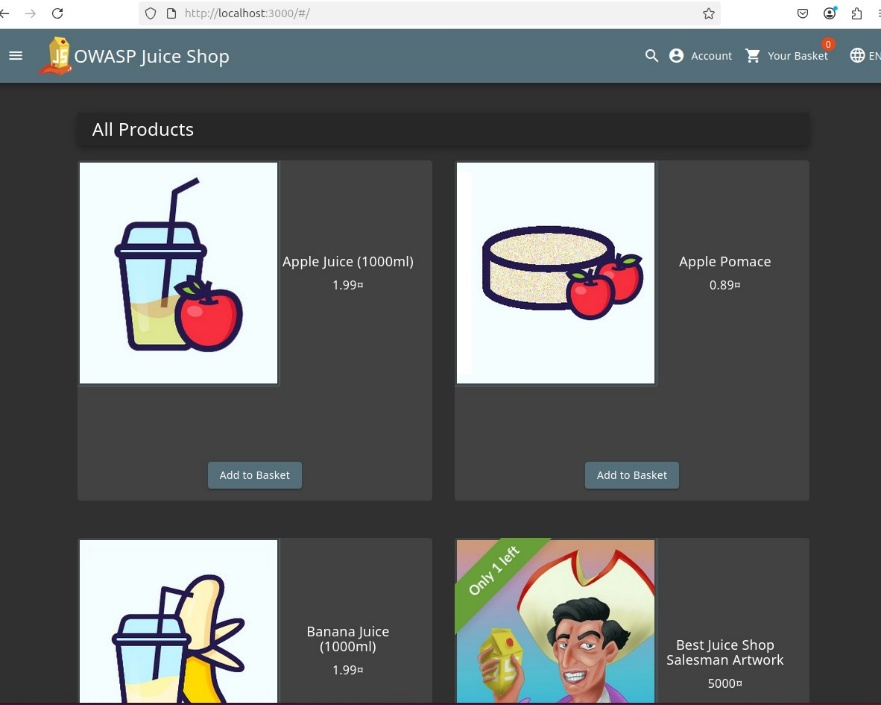 http://localhost:3000/#/
OWASP Juice Shop
Account
Your Basket
0
EN
All Products
Apple Juice (1000ml)
1.99¤
Add to Basket
Apple Pomace
0.89¤
Add to Basket
Banana Juice
(1000ml)
1.99¤
Only 1 left
Best Juice Shop
Salesman Artwork
5000¤